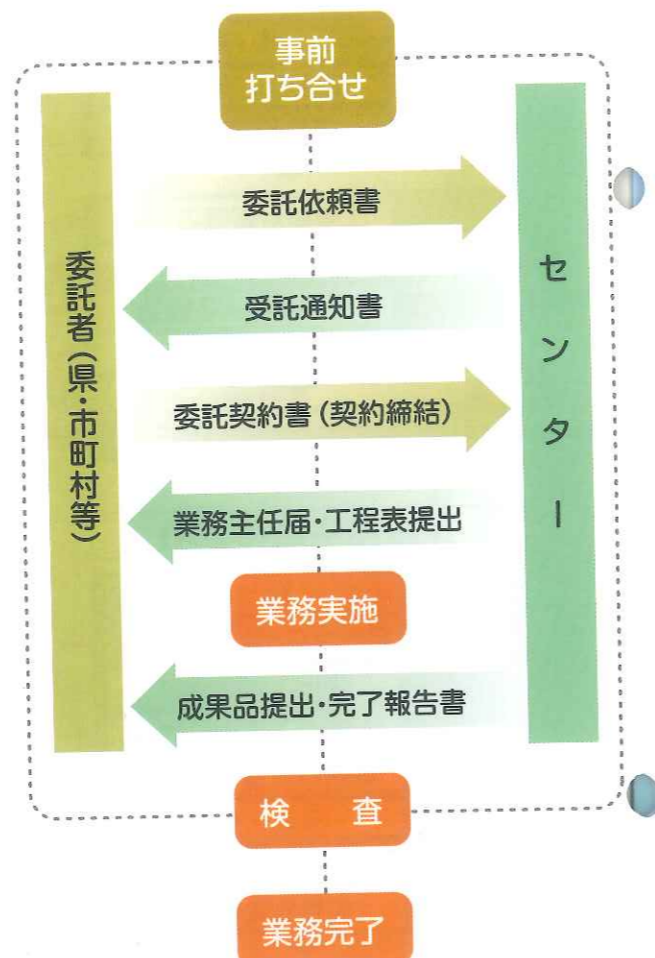 事前
打ち合せ
委託依頼書
受託通知書
委託契約書(契約締結)
業務主任届・工程表提出
業務実施
成果品提出・完了報告書
委託者(県・市町村等)
センター
検 査
業務完了